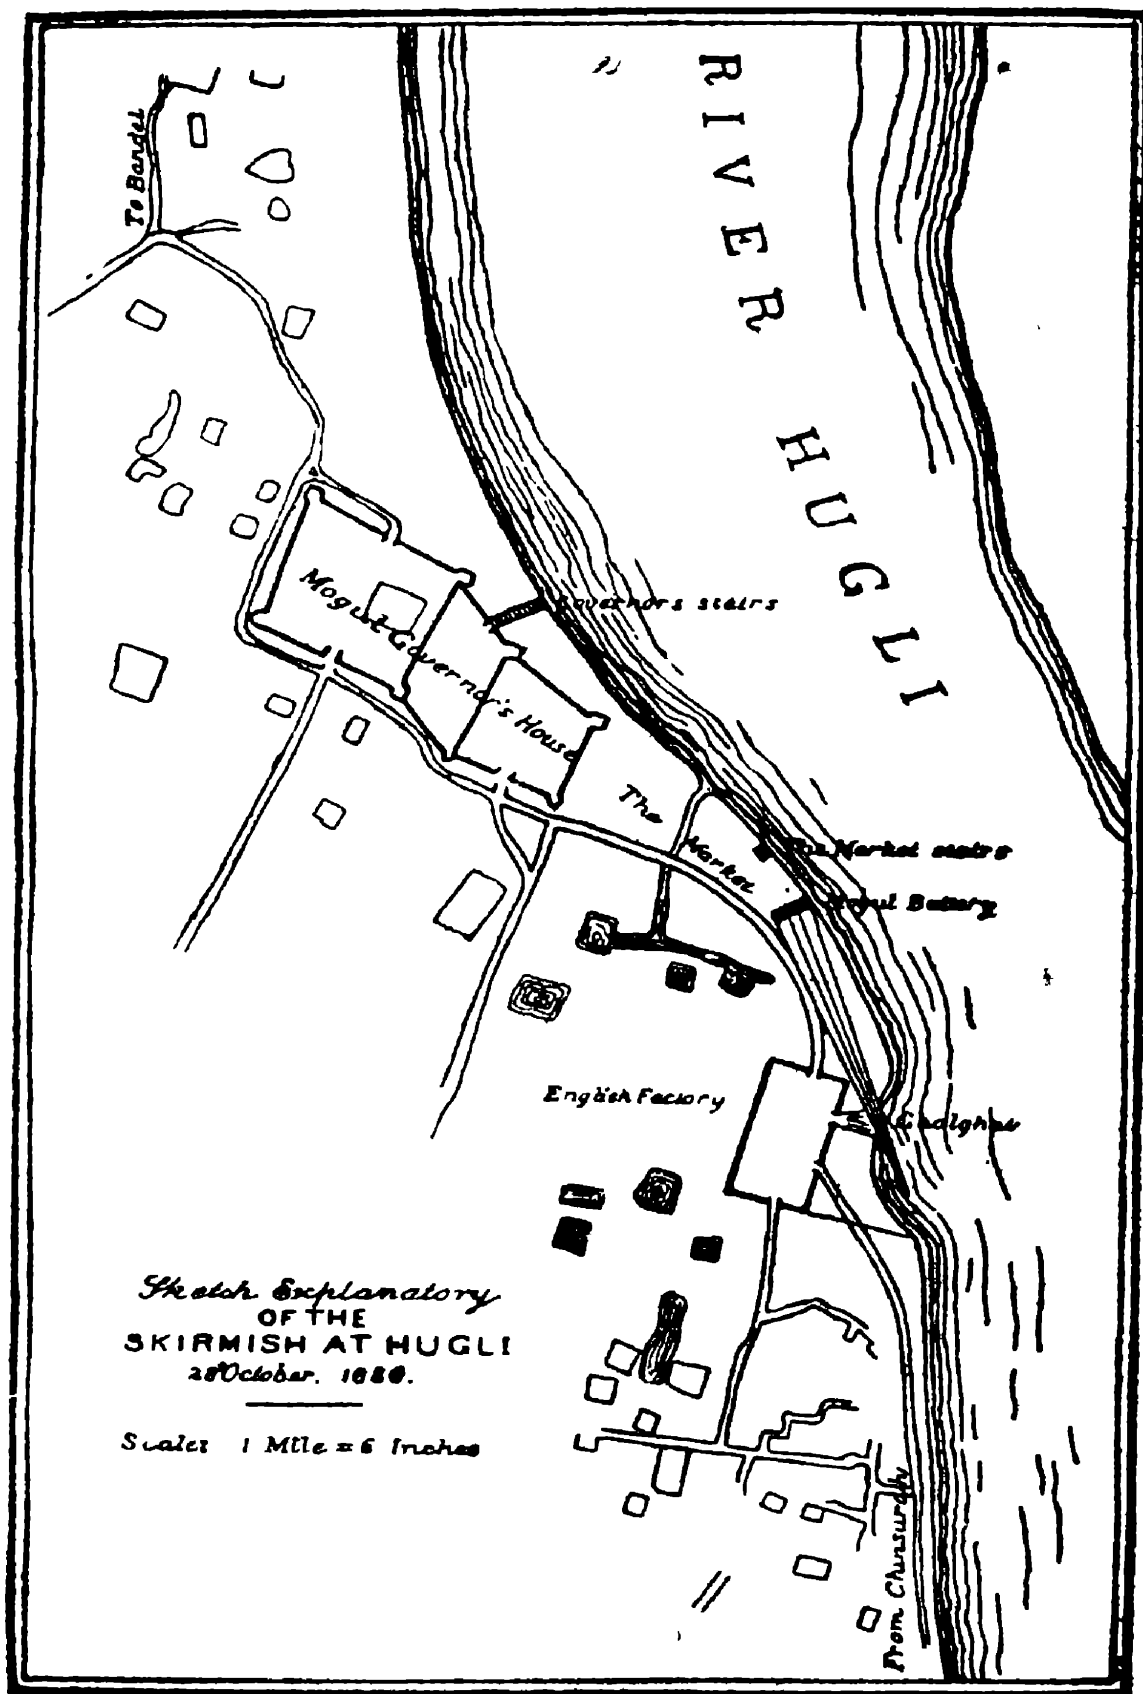 To Bandel
RIVER HUGLI
Governors stairs
Mogul Governor's House
The Market
The Market stairs
Mogul Battery
English Factory
Gholghat
Sketch Explanatory
OF THE
SKIRMISH AT HUGLI
28 October. 1686.
Scale: 1 Mile = 6 Inches
From Chinsurah